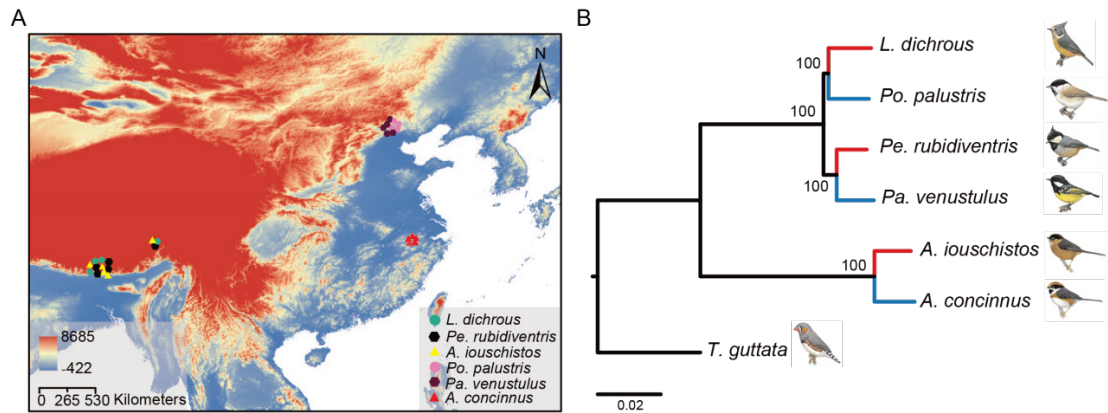 A
N
8685
-422
0 265 530 Kilometers
L. dichrous
Pe. rubidiventris
A. iouschistos
Po. palustris
Pa. venustulus
A. concinnus
B
L. dichrous
100
Po. palustris
100
Pe. rubidiventris
100
Pa. venustulus
A. iouschistos
100
A. concinnus
T. guttata
0.02